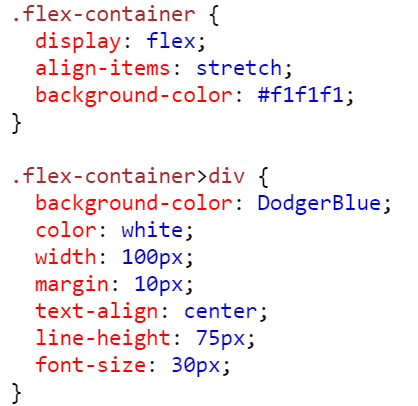 .flex-container {
  display: flex;
  align-items: stretch;
  background-color: #f1f1f1;
}

.flex-container>div {
  background-color: DodgerBlue;
  color: white;
  width: 100px;
  margin: 10px;
  text-align: center;
  line-height: 75px;
  font-size: 30px;
}